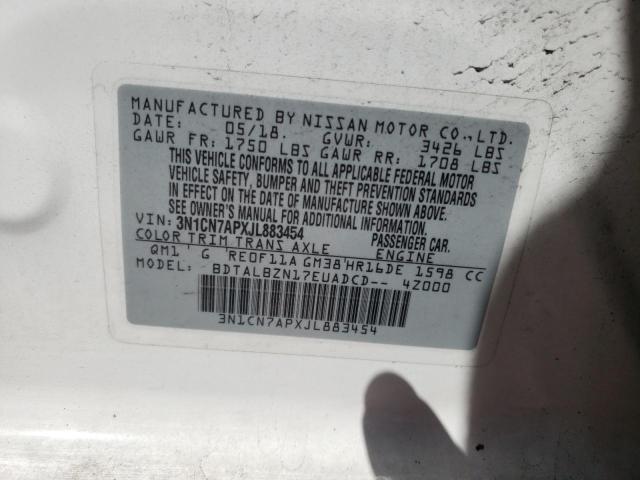 MANUFACTURED BY NISSAN MOTOR CO.,LTD.
DATE: 05/18. GVWR: 3426 LBS
GAWR FR: 1750 LBS GAWR RR: 1708 LBS
THIS VEHICLE CONFORMS TO ALL APPLICABLE FEDERAL MOTOR
VEHICLE SAFETY, BUMPER AND THEFT PREVENTION STANDARDS
IN EFFECT ON THE DATE OF MANUFACTURE SHOWN ABOVE.
SEE OWNER'S MANUAL FOR ADDITIONAL INFORMATION.
VIN: 3N1CN7APXJL883454 PASSENGER CAR.
COLOR TRIM TRANS AXLE ENGINE
QM1 G RE0F11A GM38 HR16DE 1598 CC
MODEL: BDTALBZN17EUADCD-- 4Z000
3N1CN7APXJL883454